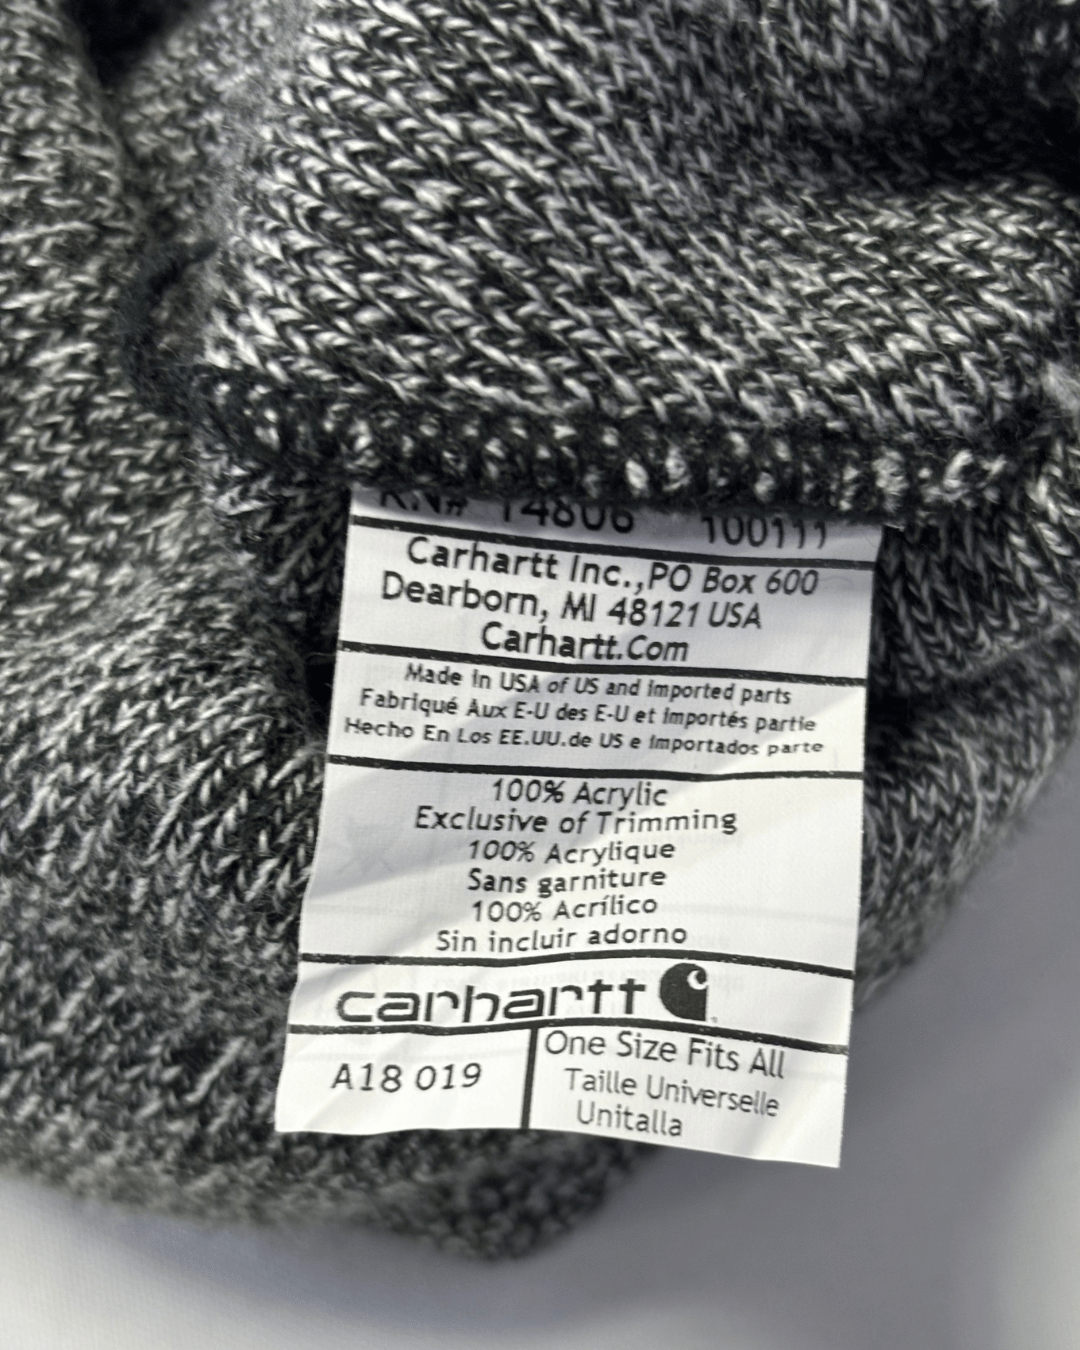 RN# 14806 100111
Carhartt Inc.,PO Box 600
Dearborn, MI 48121 USA
Carhartt.Com
Made in USA of US and imported parts
Fabriqué Aux E-U des E-U et importés partie
Hecho En Los EE.UU.de US e importados parte
100% Acrylic
Exclusive of Trimming
100% Acrylique
Sans garniture
100% Acrílico
Sin incluir adorno
carhartt
A18 019
One Size Fits All
Taille Universelle
Unitalla